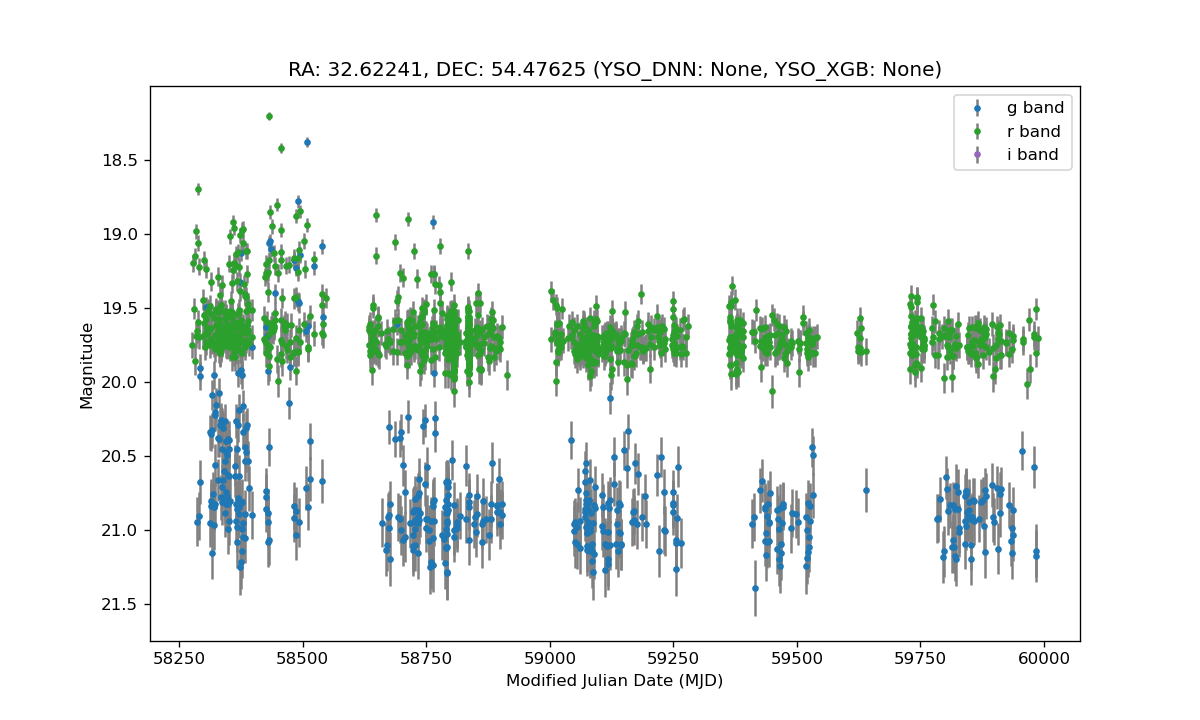 RA: 32.62241, DEC: 54.47625 (YSO_DNN: None, YSO_XGB: None)
g band
r band
i band
18.5
19.0
19.5
20.0
20.5
21.0
21.5
Magnitude
58250 58500 58750 59000 59250 59500 59750 60000
Modified Julian Date (MJD)